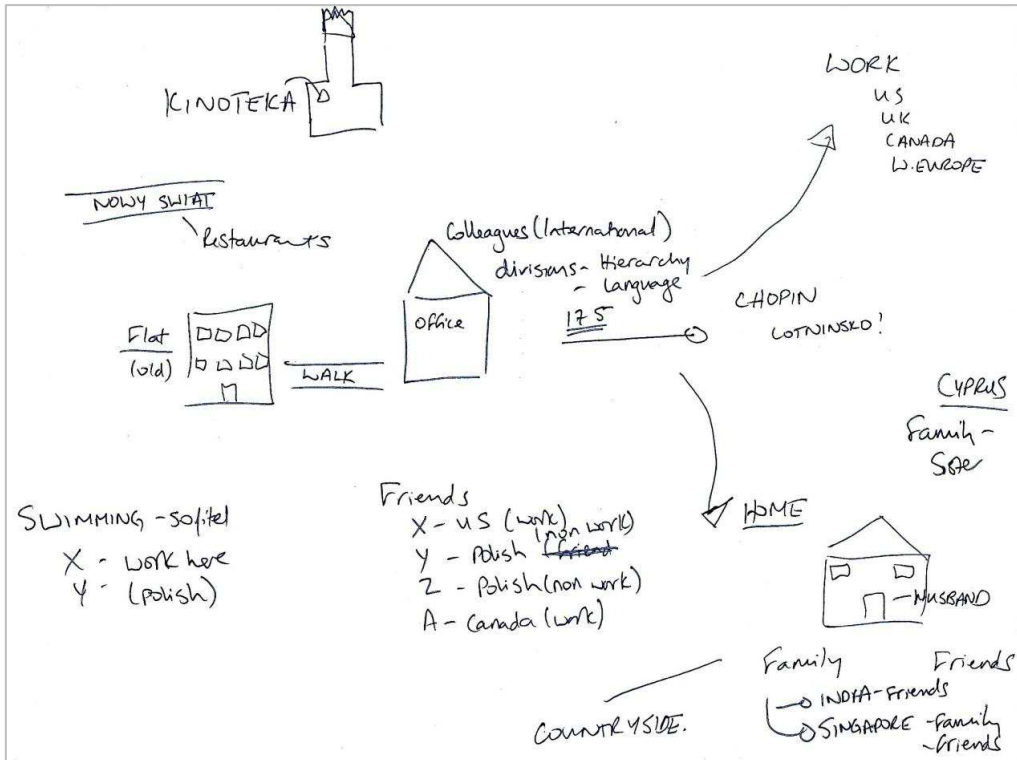 KINOTEKA
NOWY SWIAT
Restaurants
Flat
(old)
WALK
Office
Colleagues (International)
divisions - Hierarchy
- Language
175
WORK
US
UK
CANADA
W. EUROPE
CHOPIN
LOTNINSKO!
CYPRUS
Family -
HOME
HUSBAND
Family
Friends
INDIA - Friends
SINGAPORE - Family
- Friends
COUNTRYSIDE.
SWIMMING - sofitel
X - work here
Y - (polish)
Friends
X - US (work)
(non work)
Y - Polish (friend
Z - Polish (non work)
A - Canada (work)